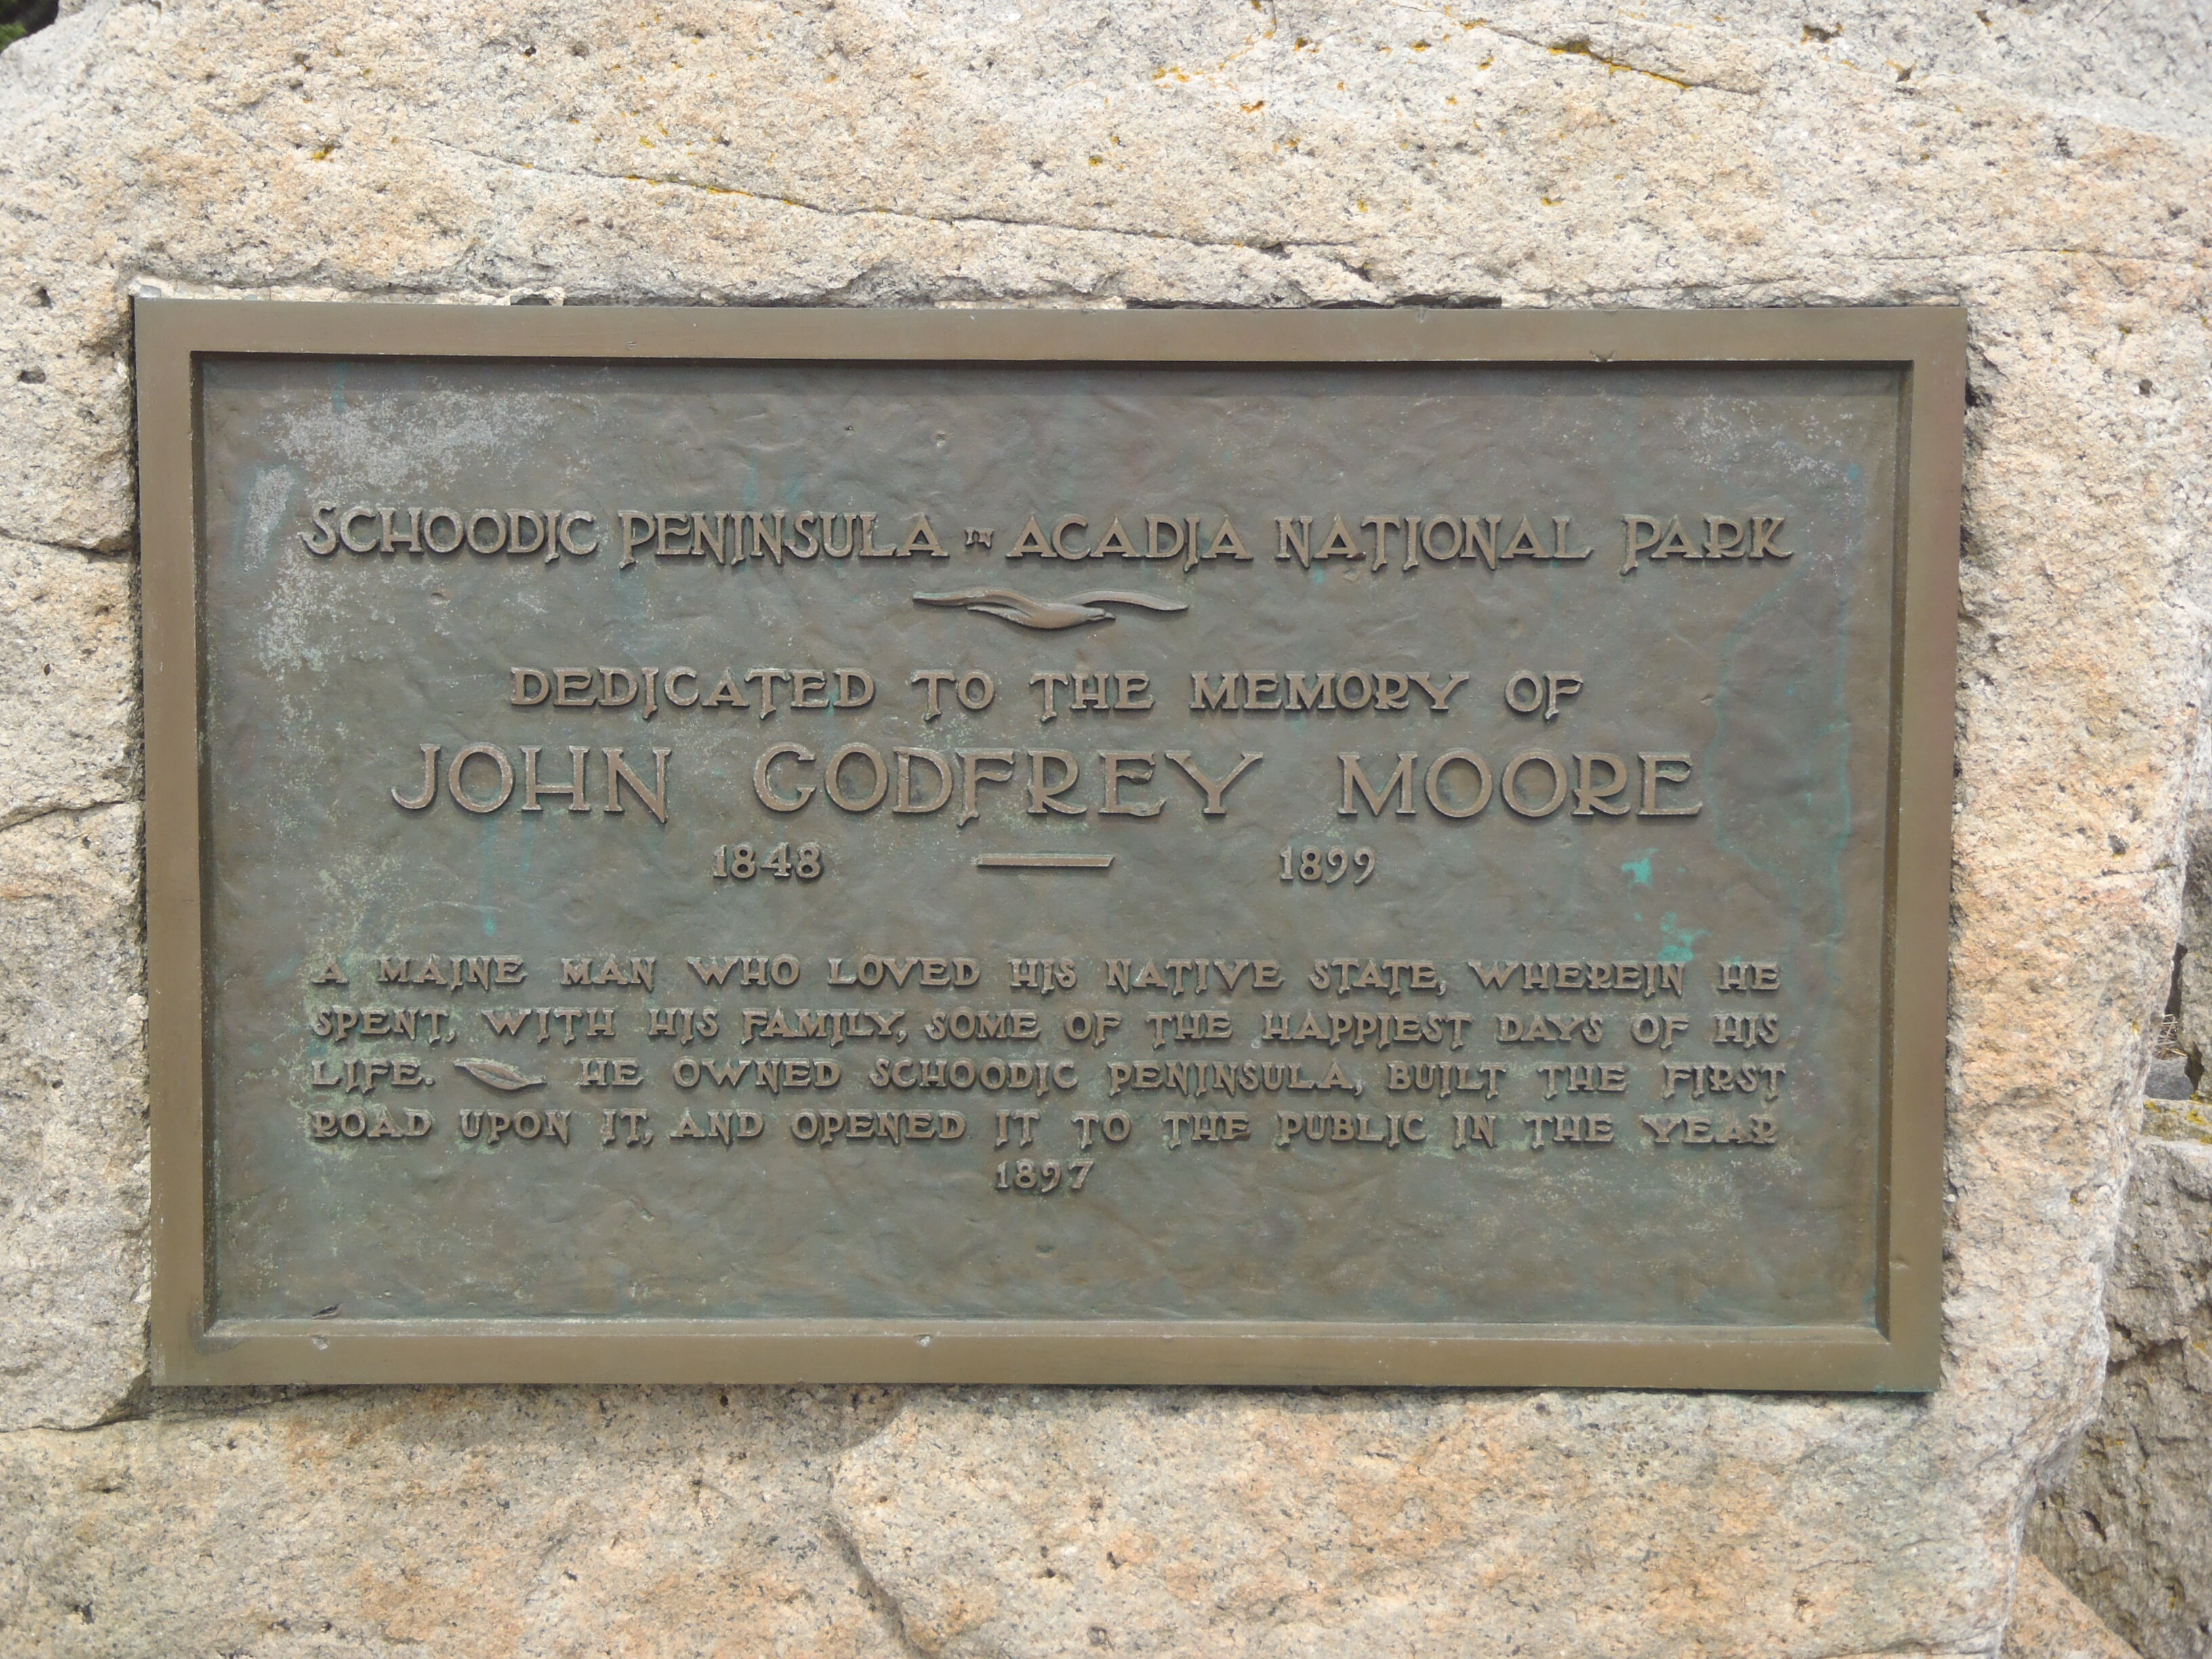 SCHOODIC PENINSULA IN ACADIA NATIONAL PARK
DEDICATED TO THE MEMORY OF
JOHN GODFREY MOORE
1848 — 1899
A MAINE MAN WHO LOVED HIS NATIVE STATE, WHEREIN HE
SPENT, WITH HIS FAMILY, SOME OF THE HAPPIEST DAYS OF HIS
LIFE. HE OWNED SCHOODIC PENINSULA, BUILT THE FIRST
ROAD UPON IT, AND OPENED IT TO THE PUBLIC IN THE YEAR
1897